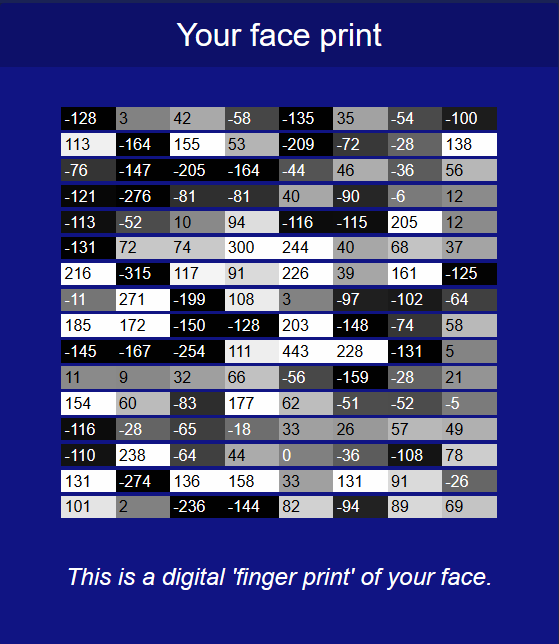 Your face print
-128 3 42 -58 -135 35 -54 -100
113 -164 155 53 -209 -72 -28 138
-76 -147 -205 -164 -44 46 -36 56
-121 -276 -81 -81 40 -90 -6 12
-113 -52 10 94 -116 -115 205 12
-131 72 74 300 244 40 68 37
216 -315 117 91 226 39 161 -125
-11 271 -199 108 3 -97 -102 -64
185 172 -150 -128 203 -148 -74 58
-145 -167 -254 111 443 228 -131 5
11 9 32 66 -56 -159 -28 21
154 60 -83 177 62 -51 -52 -5
-116 -28 -65 -18 33 26 57 49
-110 238 -64 44 0 -36 -108 78
131 -274 136 158 33 131 91 -26
101 2 -236 -144 82 -94 89 69
This is a digital 'finger print' of your face.